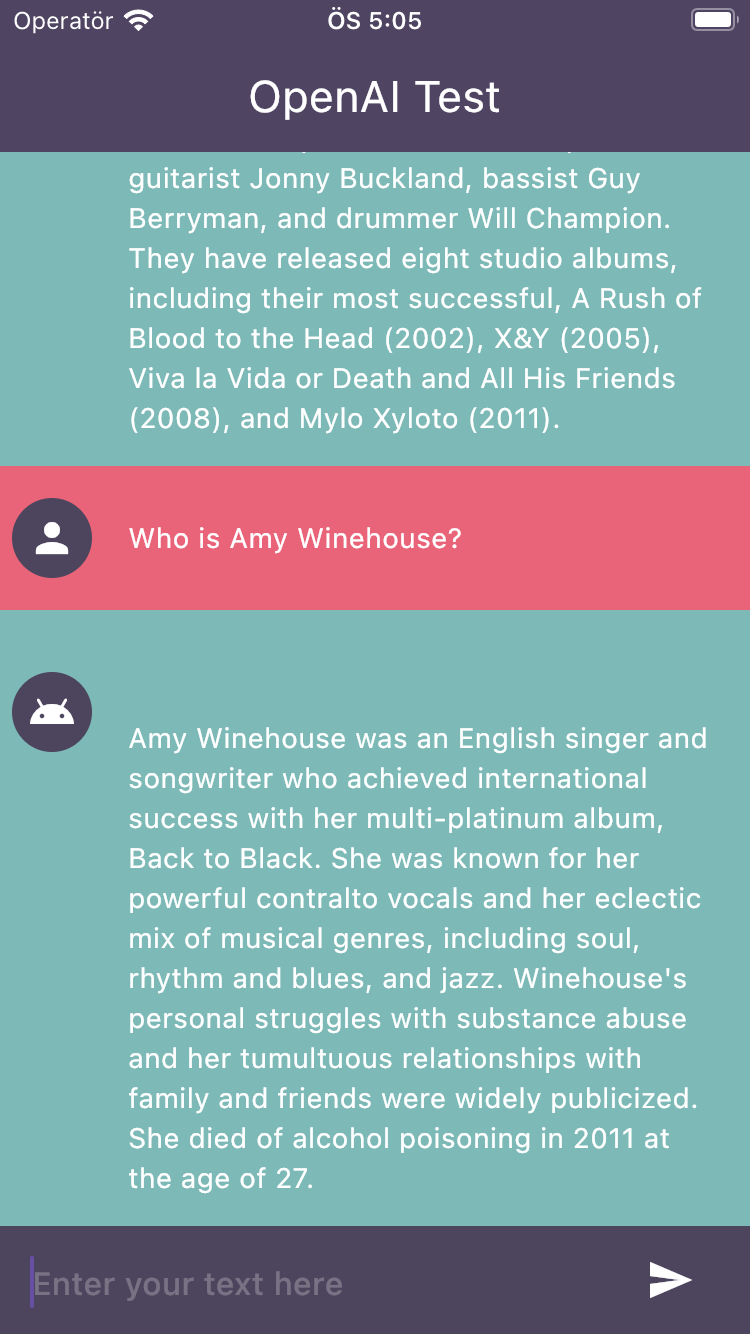 Operatör
ÖS 5:05
OpenAI Test
guitarist Jonny Buckland, bassist Guy
Berryman, and drummer Will Champion.
They have released eight studio albums,
including their most successful, A Rush of
Blood to the Head (2002), X&Y (2005),
Viva la Vida or Death and All His Friends
(2008), and Mylo Xyloto (2011).
Who is Amy Winehouse?
Amy Winehouse was an English singer and
songwriter who achieved international
success with her multi-platinum album,
Back to Black. She was known for her
powerful contralto vocals and her eclectic
mix of musical genres, including soul,
rhythm and blues, and jazz. Winehouse's
personal struggles with substance abuse
and her tumultuous relationships with
family and friends were widely publicized.
She died of alcohol poisoning in 2011 at
the age of 27.
Enter your text here